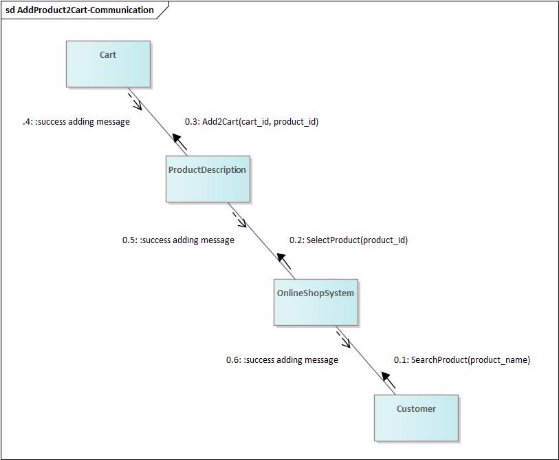 sd AddProduct2Cart-Communication
Cart
.4: :success adding message
0.3: Add2Cart(cart_id, product_id)
ProductDescription
0.5: :success adding message
0.2: SelectProduct(product_id)
OnlineShopSystem
0.6: :success adding message
0.1: SearchProduct(product_name)
Customer